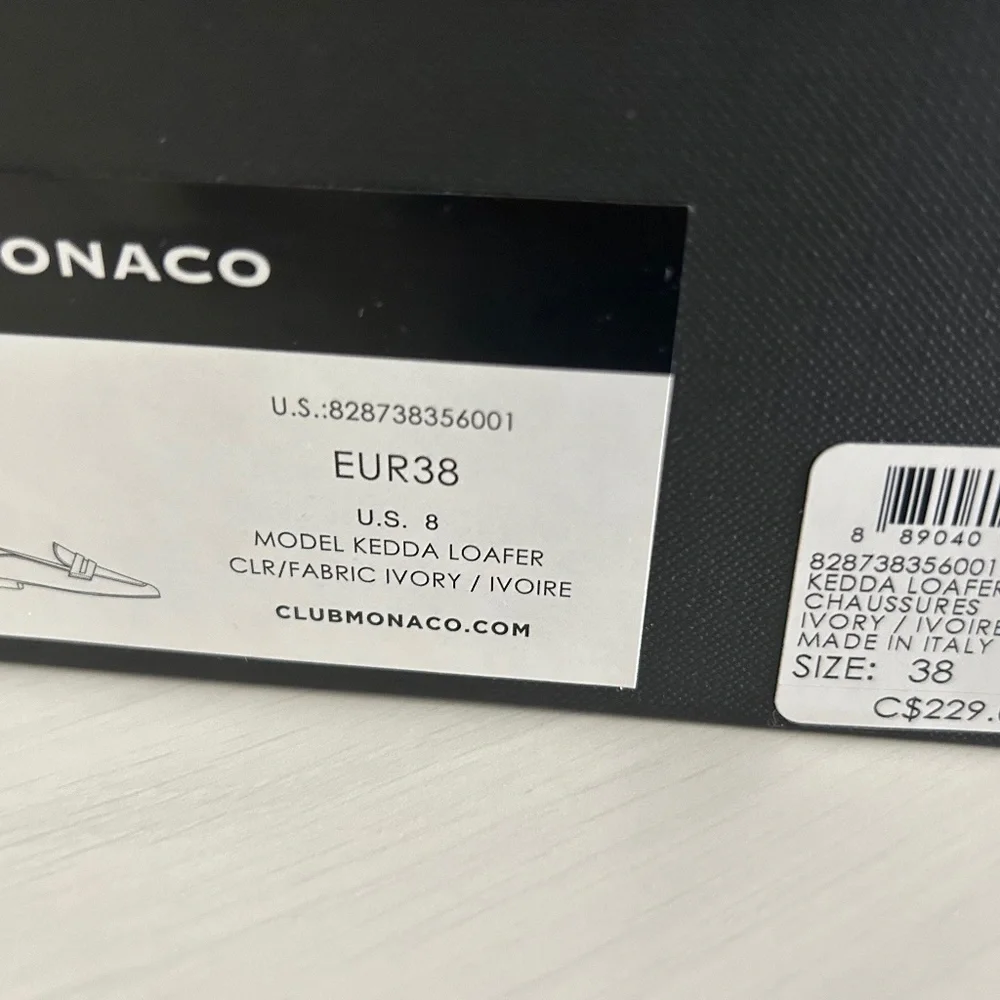 ONACO
U.S.:828738356001
EUR38
U.S. 8
MODEL KEDDA LOAFER
CLR/FABRIC IVORY / IVOIRE
CLUBMONACO.COM
8 89040
828738356001
KEDDA LOAFER
CHAUSSURES
IVORY / IVOIRE
MADE IN ITALY
SIZE: 38
C$229.